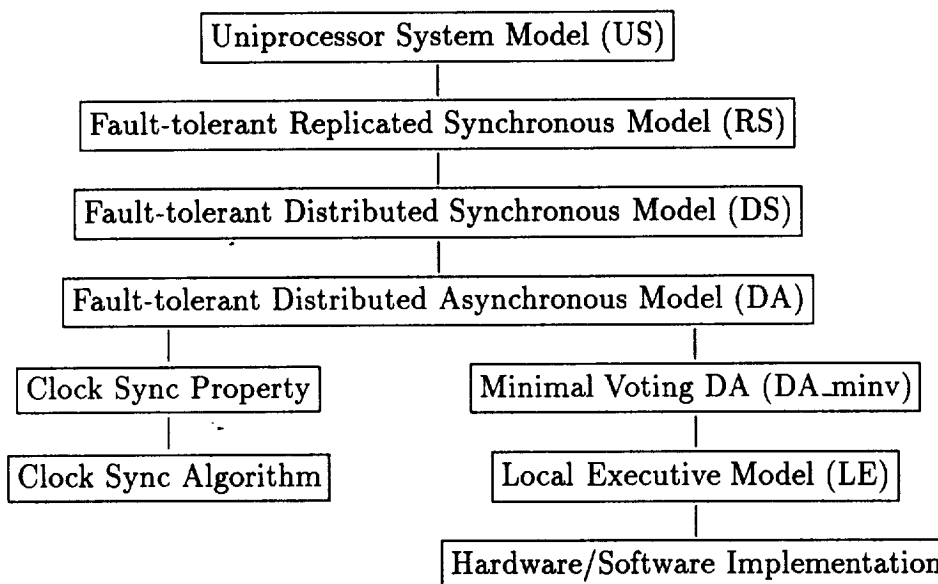 Uniprocessor System Model (US)
Fault-tolerant Replicated Synchronous Model (RS)
Fault-tolerant Distributed Synchronous Model (DS)
Fault-tolerant Distributed Asynchronous Model (DA)
Clock Sync Property
Minimal Voting DA (DA_minv)
Clock Sync Algorithm
Local Executive Model (LE)
Hardware/Software Implementation